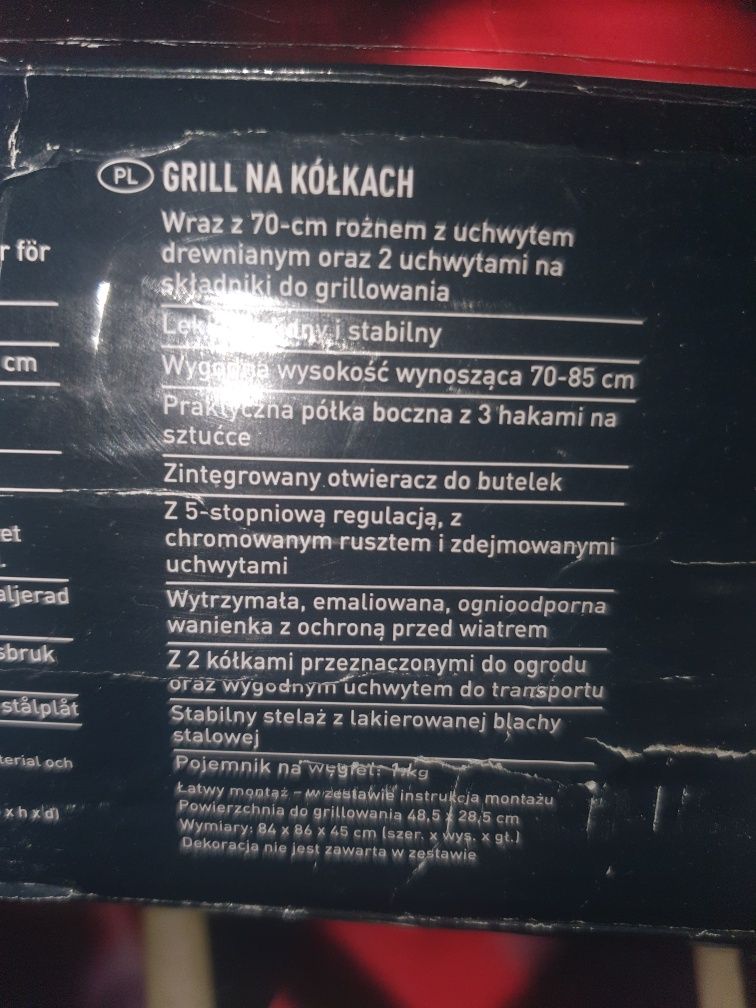 PL GRILL NA KÓŁKACH
Wraz z 70-cm rożnem z uchwytem
drewnianym oraz 2 uchwytami na
składniki do grillowania
i stabilny
Wygodna wysokość wynosząca 70-85 cm
Praktyczna półka boczna z 3 hakami na
sztućce
Zintegrowany otwieracz do butelek
Z 5-stopniową regulacją, z
chromowanym rusztem i zdejmowanymi
uchwytami
Wytrzymała, emaliowana, ognioodporna
wanienka z ochroną przed wiatrem
Z 2 kółkami przeznaczonymi do ogrodu
oraz wygodnym uchwytem do transportu
Stabilny stelaż z lakierowanej blachy
stalowej
Pojemnik na węgiel: 1 kg
Łatwy montaż – w zestawie instrukcja montażu
Powierzchnia do grillowania 48,5 x 28,5 cm
Wymiary: 84 x 86 x 45 cm (szer. x wys. x gł.)
Dekoracja nie jest zawarta w zestawie
r för
cm
et
aljerad
sbruk
stålplåt
terial och
x h x d)